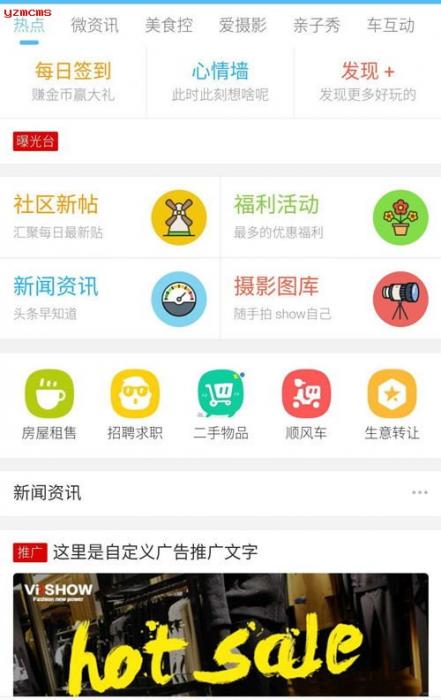 yzmcms
热点 微资讯 美食控 爱摄影 亲子秀 车互动
每日签到 心情墙 发现 +
赚金币赢大礼 此时此刻想啥呢 发现更多好玩的
曝光台
社区新帖 福利活动
汇聚每日最新贴 最多的优惠福利
新闻资讯 摄影图库
头条早知道 随手拍 show自己
房屋租售 招聘求职 二手物品 顺风车 生意转让
新闻资讯
推广 这里是自定义广告推广文字
Vi SHOW
Fashion new power
hot sale